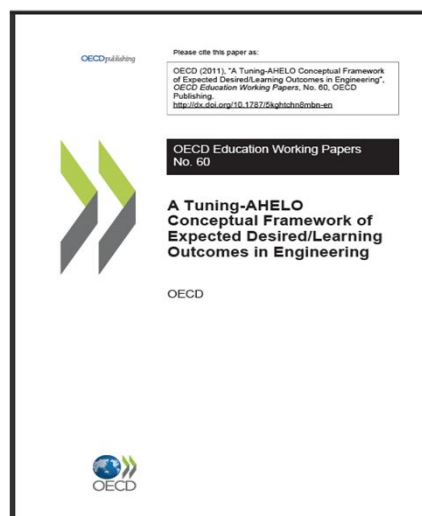 OECDpublishing
Please cite this paper as:
OECD (2011), "A Tuning-AHELO Conceptual Framework
of Expected Desired/Learning Outcomes in Engineering",
OECD Education Working Papers, No. 60, OECD
Publishing.
http://dx.doi.org/10.1787/5kghtchn8mbn-en
OECD Education Working Papers
No. 60
A Tuning-AHELO
Conceptual Framework of
Expected Desired/Learning
Outcomes in Engineering
OECD
OECD